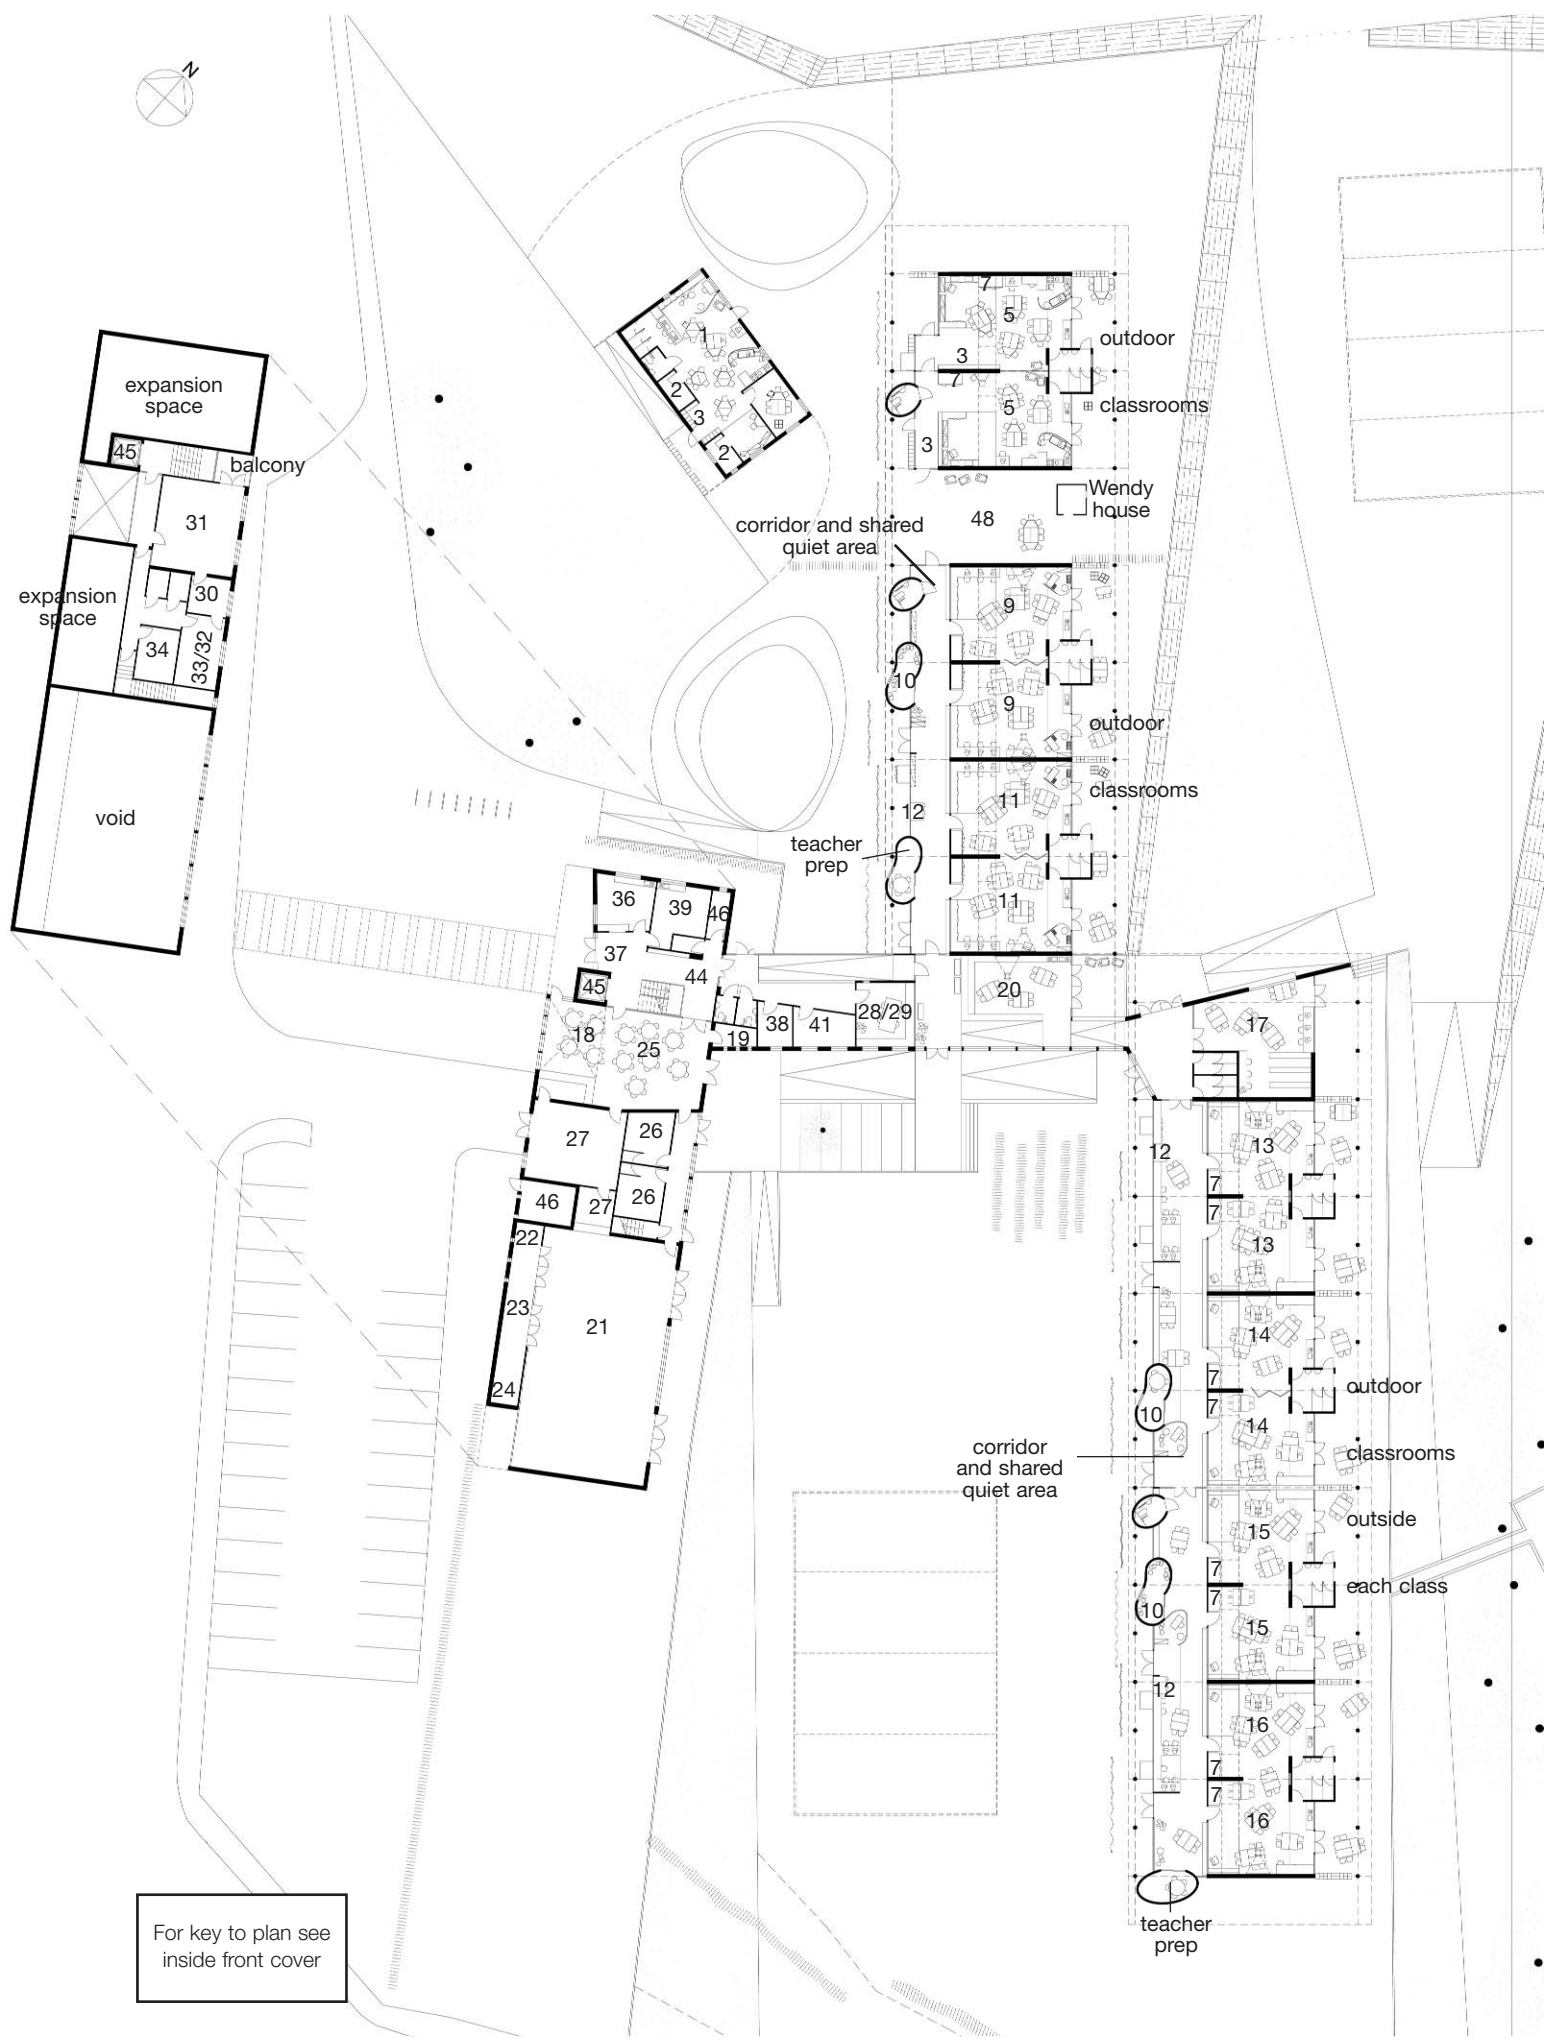 N
7
5
outdoor
1
3
expansion
space
7
2
classrooms
5
3
3
45
2
balcony
Wendy
house
31
48
corridor and shared
quiet area
30
expansion
space
9
34
33/32
10
9
outdoor
classrooms
11
12
void
teacher
prep
36
39
46
11
37
44
45
20
28/29
18
38
41
17
19
25
27
26
12
13
7
46
27
26
7
22
13
23
21
14
24
7
outdoor
7
10
14
corridor
and shared
quiet area
classrooms
15
outside
7
each class
7
10
15
12
16
7
7
16
For key to plan see
inside front cover
teacher
prep